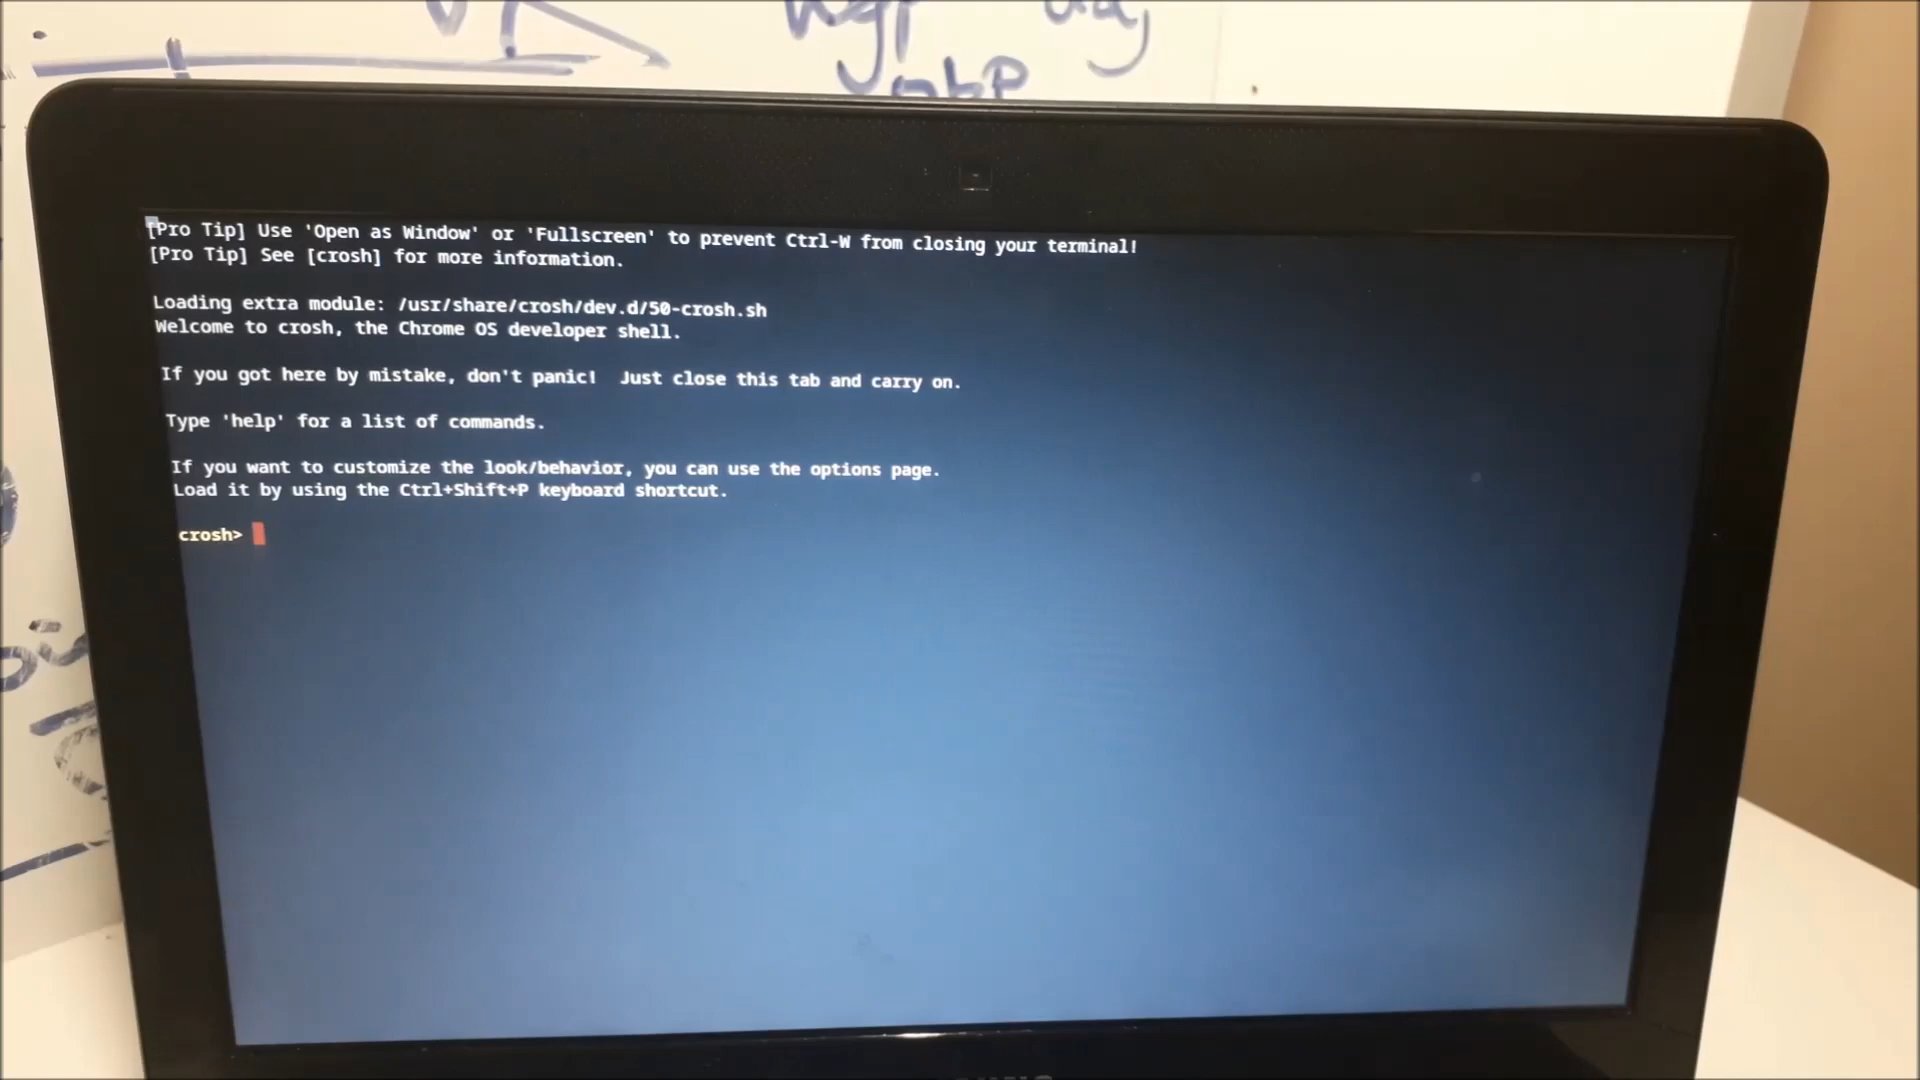 [Pro Tip] Use 'Open as Window' or 'Fullscreen' to prevent Ctrl-W from closing your terminal!
[Pro Tip] See [crosh] for more information.
Loading extra module: /usr/share/crosh/dev.d/50-crosh.sh
Welcome to crosh, the Chrome OS developer shell.
If you got here by mistake, don't panic!  Just close this tab and carry on.
Type 'help' for a list of commands.
If you want to customize the look/behavior, you can use the options page.
Load it by using the Ctrl+Shift+P keyboard shortcut.
crosh>